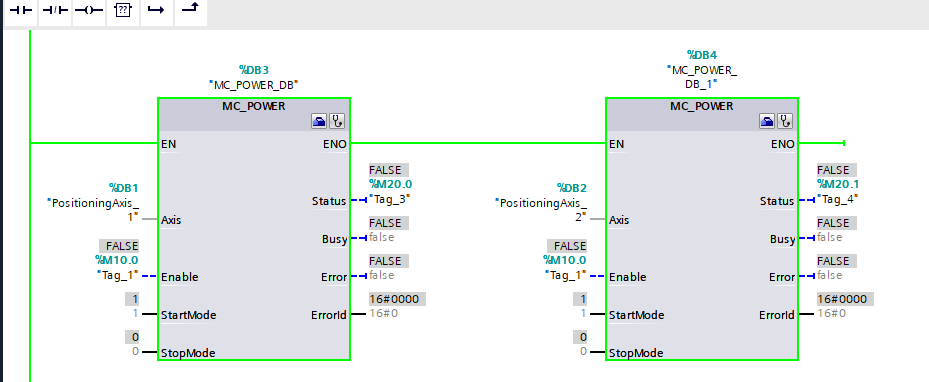 ??
%DB3
"MC_POWER_DB"
MC_POWER
EN
ENO
%DB1
"PositioningAxis_
1"
Axis
FALSE
%M10.0
"Tag_1"
Enable
1
1
StartMode
0
0
StopMode
FALSE
%M20.0
Status
"Tag_3"
FALSE
Busy
false
FALSE
Error
false
16#0000
ErrorId
16#0
%DB4
"MC_POWER_
DB_1"
MC_POWER
EN
ENO
%DB2
"PositioningAxis_
2"
Axis
FALSE
%M10.0
"Tag_1"
Enable
1
1
StartMode
0
0
StopMode
FALSE
%M20.1
Status
"Tag_4"
FALSE
Busy
false
FALSE
Error
false
16#0000
ErrorId
16#0